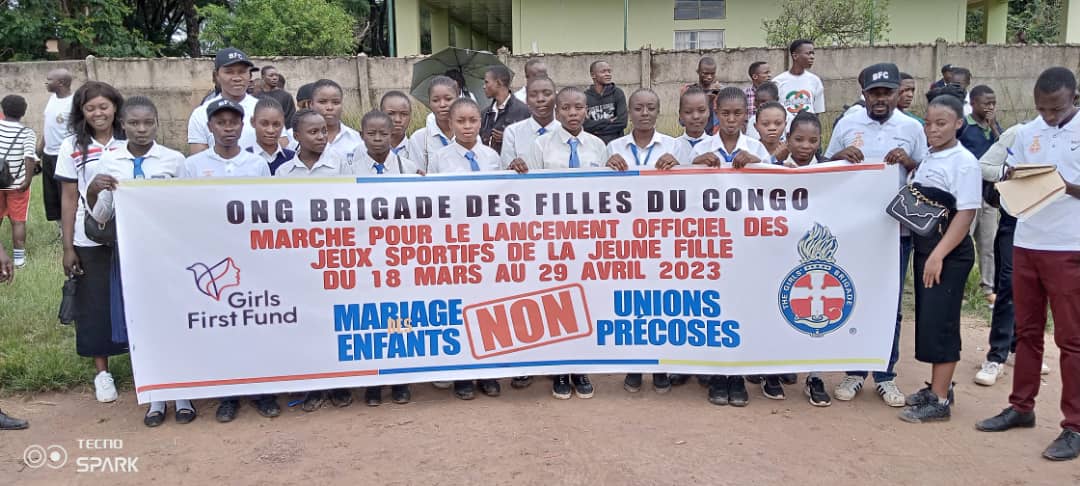 BFC
BFC
ONG BRIGADE DES FILLES DU CONGO
MARCHE POUR LE LANCEMENT OFFICIEL DES
JEUX SPORTIFS DE LA JEUNE FILLE
DU 18 MARS AU 29 AVRIL 2023
Girls
First Fund
MARIAGE
DES
ENFANTS
NON
UNIONS
PRÉCOSES
THE GIRLS' BRIGADE
®
TECNO
SPARK